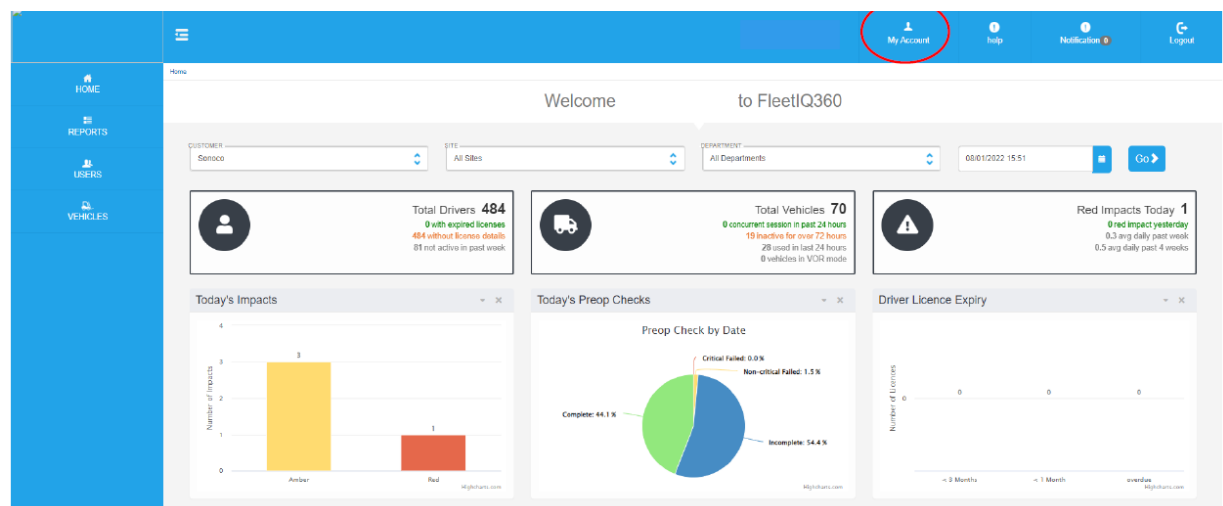 My Account
help
Notification 0
Logout
HOME
REPORTS
USERS
VEHICLES
Home
Welcome to FleetIQ360
CUSTOMER
Sonoco
SITE
All Sites
DEPARTMENT
All Departments
08/01/2022 15:51
Go
Total Drivers 484
0 with expired licenses
484 without license details
81 not active in past week
Total Vehicles 70
0 concurrent session in past 24 hours
19 inactive for over 72 hours
28 used in last 24 hours
0 vehicles in VOR mode
Red Impacts Today 1
0 red impact yesterday
0.3 avg daily past week
0.5 avg daily past 4 weeks
Today's Impacts
Number of Impacts
4
3
2
1
0
3
1
Amber
Red
Highcharts.com
Today's Preop Checks
Preop Check by Date
Critical Failed: 0.0 %
Non-critical Failed: 1.5 %
Complete: 44.1 %
Incomplete: 54.4 %
Highcharts.com
Driver Licence Expiry
Number of Licences
0
0
0
0
< 3 Months
< 1 Month
overdue
Highcharts.com